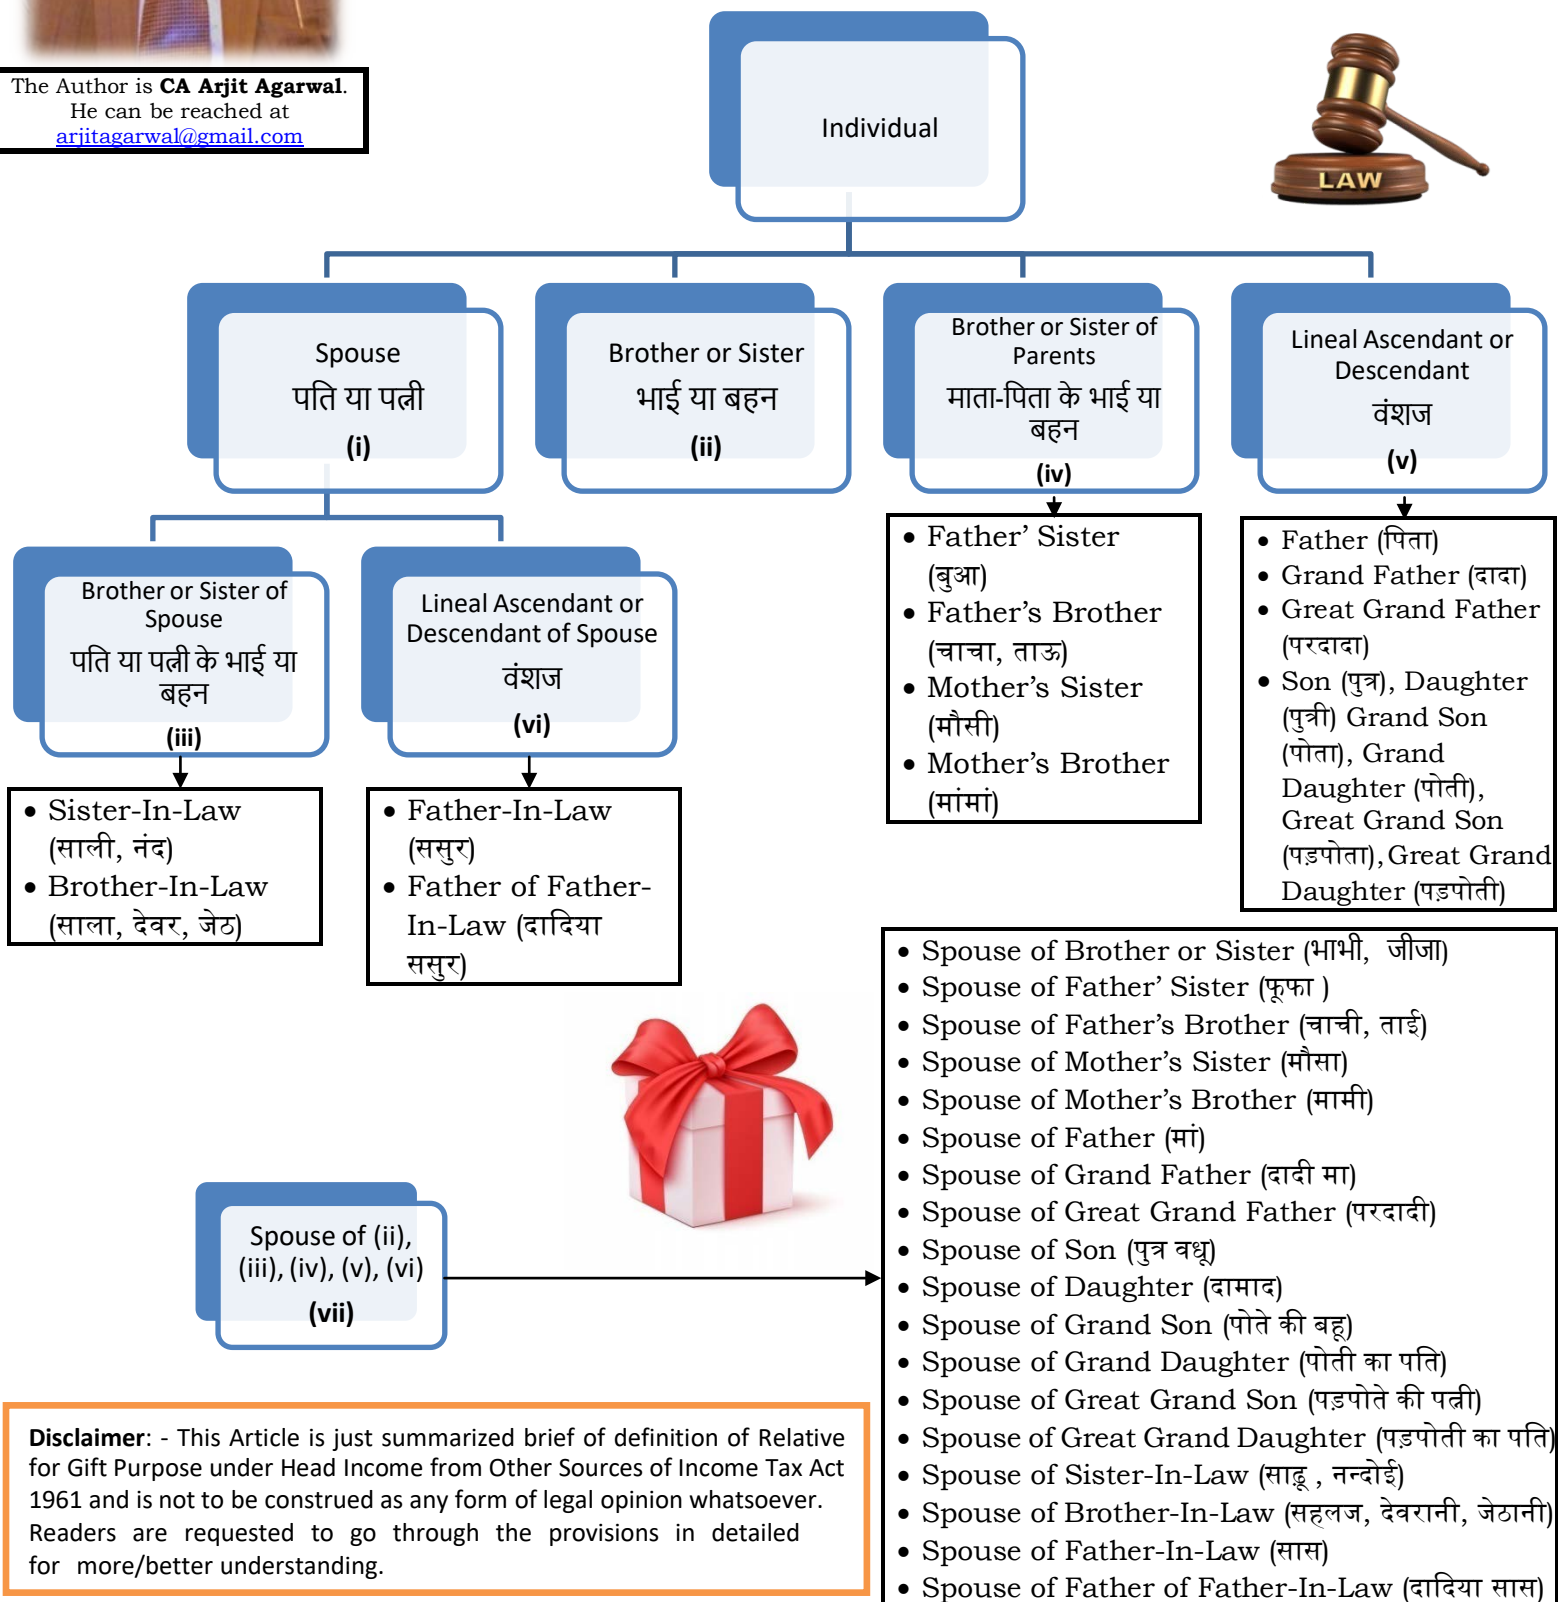 The Author is CA Arjit Agarwal.
He can be reached at
arjitagarwal@gmail.com
Individual
LAW
Spouse
पति या पत्नी
(i)
Brother or Sister
भाई या बहन
(ii)
Brother or Sister of
Parents
माता-पिता के भाई या
बहन
(iv)
Lineal Ascendant or
Descendant
वंशज
(v)
Brother or Sister of
Spouse
पति या पत्नी के भाई या
बहन
(iii)
Lineal Ascendant or
Descendant of Spouse
वंशज
(vi)
• Father’ Sister
(बुआ)
• Father’s Brother
(चाचा, ताऊ)
• Mother’s Sister
(मौसी)
• Mother’s Brother
(मांमां)
• Father (पिता)
• Grand Father (दादा)
• Great Grand Father
(परदादा)
• Son (पुत्र), Daughter
(पुत्री) Grand Son
(पोता), Grand
Daughter (पोती),
Great Grand Son
(पड़पोता), Great Grand
Daughter (पड़पोती)
• Sister-In-Law
(साली, नंद)
• Brother-In-Law
(साला, देवर, जेठ)
• Father-In-Law
(ससुर)
• Father of Father-
In-Law (दादिया
ससुर)
Spouse of (ii),
(iii), (iv), (v), (vi)
(vii)
• Spouse of Brother or Sister (भाभी, जीजा)
• Spouse of Father’ Sister (फूफा )
• Spouse of Father’s Brother (चाची, ताई)
• Spouse of Mother’s Sister (मौसा)
• Spouse of Mother’s Brother (मामी)
• Spouse of Father (मां)
• Spouse of Grand Father (दादी मा)
• Spouse of Great Grand Father (परदादी)
• Spouse of Son (पुत्र वधू)
• Spouse of Daughter (दामाद)
• Spouse of Grand Son (पोते की बहू)
• Spouse of Grand Daughter (पोती का पति)
• Spouse of Great Grand Son (पड़पोते की पत्नी)
• Spouse of Great Grand Daughter (पड़पोती का पति)
• Spouse of Sister-In-Law (साढ़ू , नन्दोई)
• Spouse of Brother-In-Law (सहलज, देवरानी, जेठानी)
• Spouse of Father-In-Law (सास)
• Spouse of Father of Father-In-Law (दादिया सास)
Disclaimer: - This Article is just summarized brief of definition of Relative
for Gift Purpose under Head Income from Other Sources of Income Tax Act
1961 and is not to be construed as any form of legal opinion whatsoever.
Readers are requested to go through the provisions in detailed
for more/better understanding.